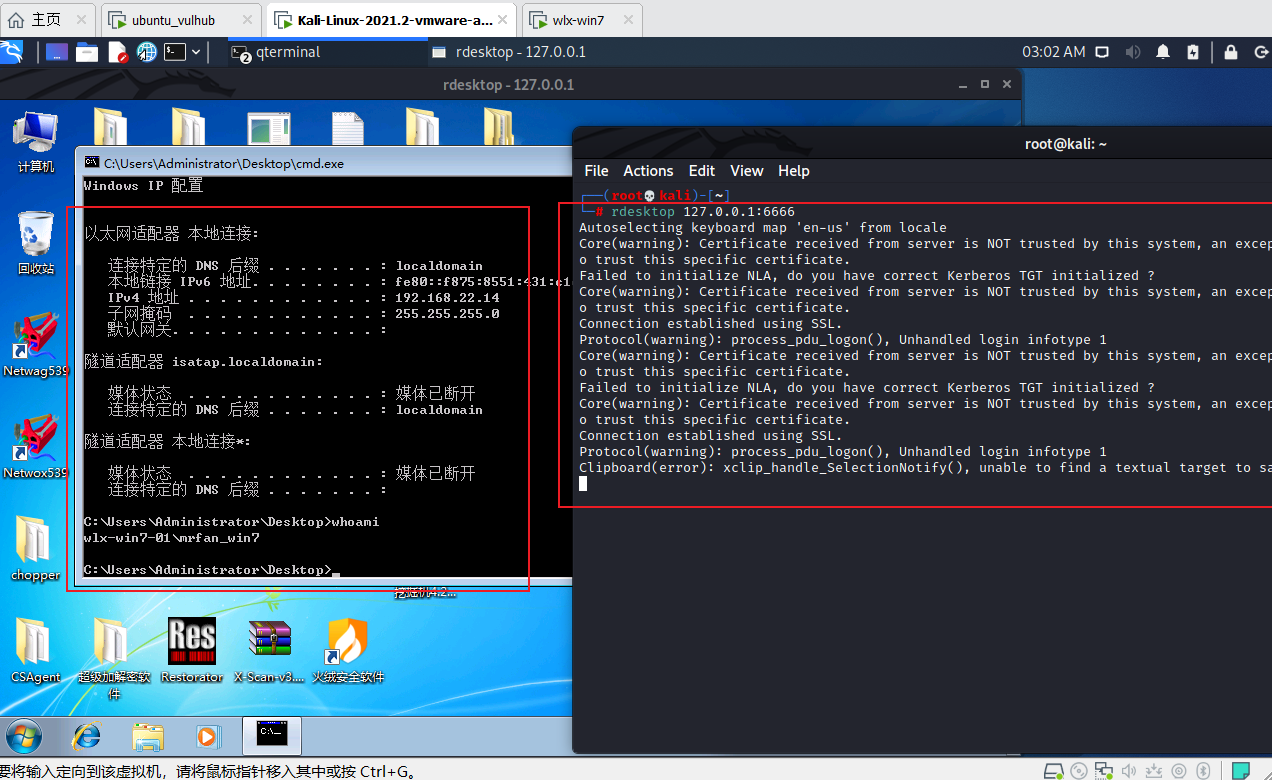 主页
ubuntu_vulhub
Kali-Linux-2021.2-vmware-a...
wlx-win7
2
qterminal
rdesktop - 127.0.0.1
03:02 AM
rdesktop - 127.0.0.1
计算机
回收站
Netwag539
Netwox539
chopper
CSAgent
超级加解密软
件
Res
Restorator
X-Scan-v3....
火绒安全软件
C:\Users\Administrator\Desktop\cmd.exe
Windows IP 配置
以太网适配器 本地连接:
连接特定的 DNS 后缀 . . . . . . . : localdomain
本地链接 IPv6 地址. . . . . . . . : fe80::f875:8551:431:c1
IPv4 地址 . . . . . . . . . . . . : 192.168.22.14
子网掩码 . . . . . . . . . . . . : 255.255.255.0
默认网关. . . . . . . . . . . . . :
隧道适配器 isatap.localdomain:
媒体状态 . . . . . . . . . . . . : 媒体已断开
连接特定的 DNS 后缀 . . . . . . . : localdomain
隧道适配器 本地连接*:
媒体状态 . . . . . . . . . . . . : 媒体已断开
连接特定的 DNS 后缀 . . . . . . . :
C:\Users\Administrator\Desktop>whoami
wlx-win7-01\mrfan_win7
C:\Users\Administrator\Desktop>_
root@kali: ~
File Actions Edit View Help
┌──(root💀kali)-[~]
└─# rdesktop 127.0.0.1:6666
Autoselecting keyboard map 'en-us' from locale
Core(warning): Certificate received from server is NOT trusted by this system, an excep
o trust this specific certificate.
Failed to initialize NLA, do you have correct Kerberos TGT initialized ?
Core(warning): Certificate received from server is NOT trusted by this system, an excep
o trust this specific certificate.
Connection established using SSL.
Protocol(warning): process_pdu_logon(), Unhandled login infotype 1
Core(warning): Certificate received from server is NOT trusted by this system, an excep
o trust this specific certificate.
Failed to initialize NLA, do you have correct Kerberos TGT initialized ?
Core(warning): Certificate received from server is NOT trusted by this system, an excep
o trust this specific certificate.
Connection established using SSL.
Protocol(warning): process_pdu_logon(), Unhandled login infotype 1
Clipboard(error): xclip_handle_SelectionNotify(), unable to find a textual target to sa
要将输入定向到该虚拟机，请将鼠标指针移入其中或按 Ctrl+G。